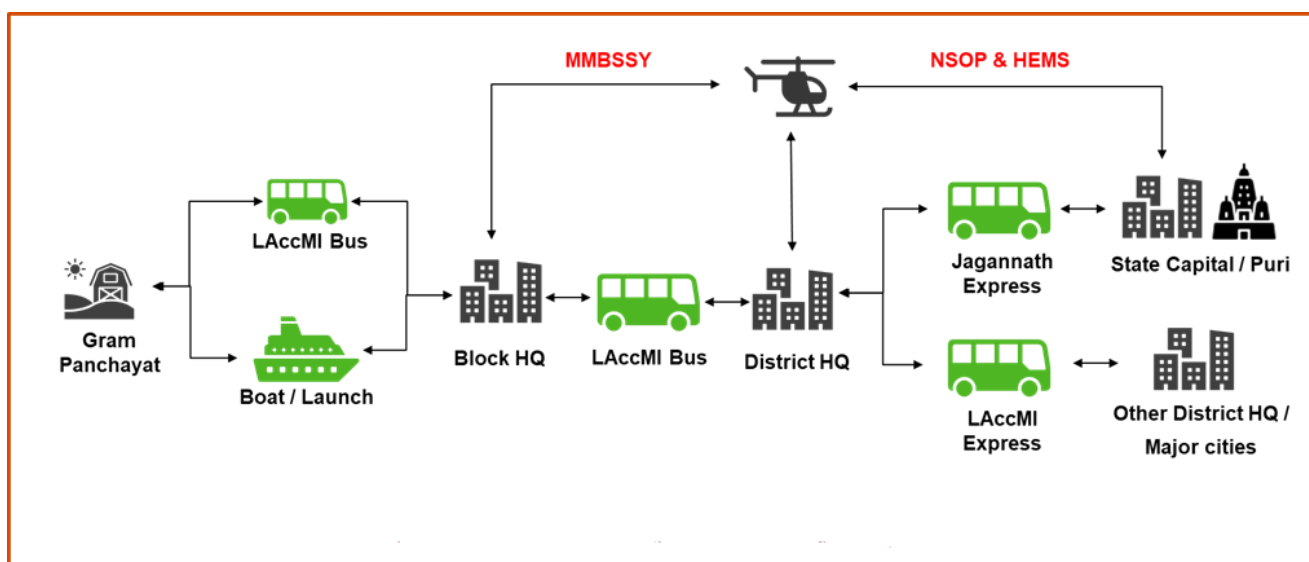 MMBSSY
NSOP & HEMS
LAccMI Bus
Gram
Panchayat
Boat / Launch
Block HQ
LAccMI Bus
District HQ
Jagannath
Express
State Capital / Puri
LAccMI
Express
Other District HQ /
Major cities